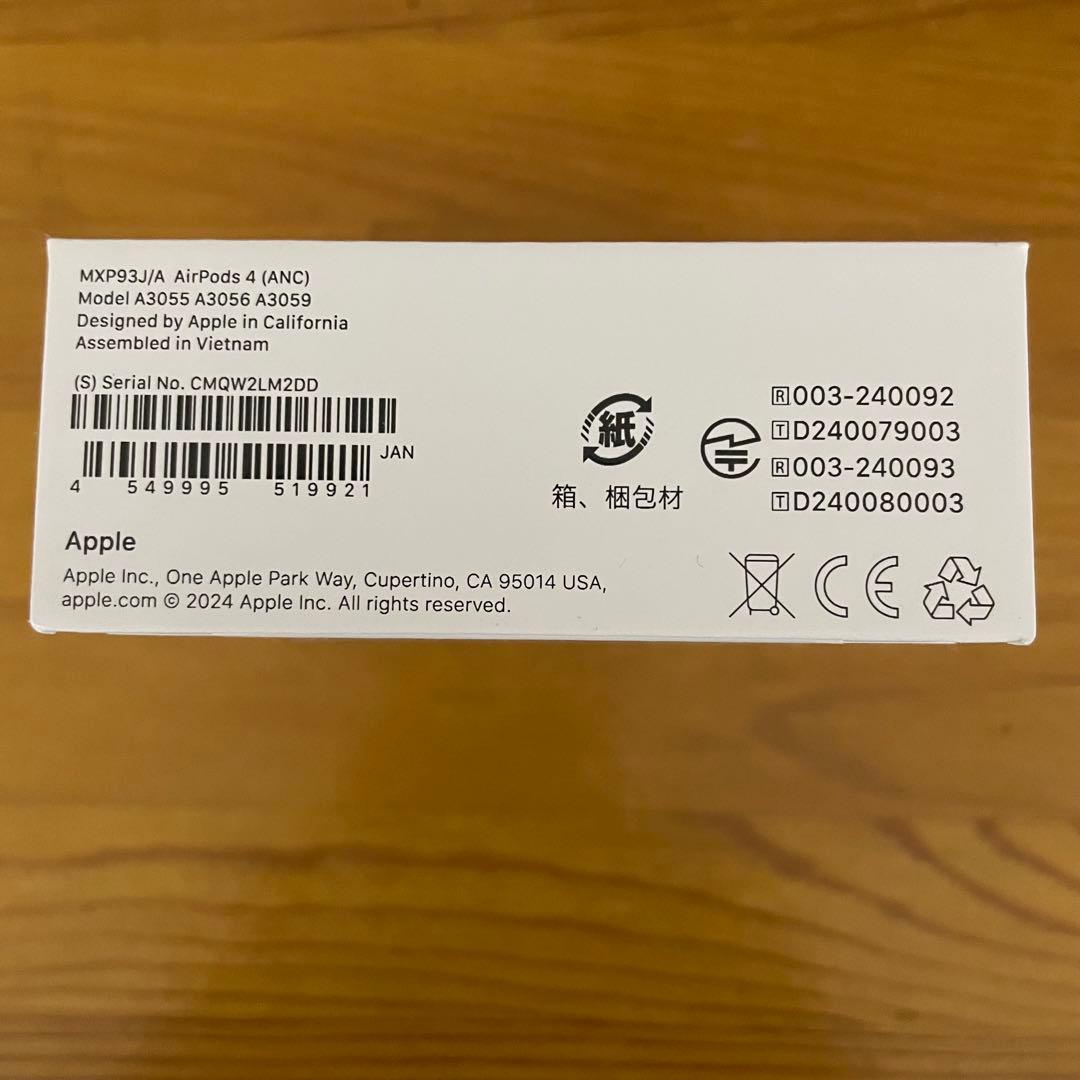 MXP93J/A AirPods 4 (ANC)
Model A3055 A3056 A3059
Designed by Apple in California
Assembled in Vietnam
(S) Serial No. CMQW2LM2DD
JAN
4 549995 519921
紙
箱、梱包材
R003-240092
TD240079003
R003-240093
TD240080003
Apple
Apple Inc., One Apple Park Way, Cupertino, CA 95014 USA,
apple.com © 2024 Apple Inc. All rights reserved.
CE